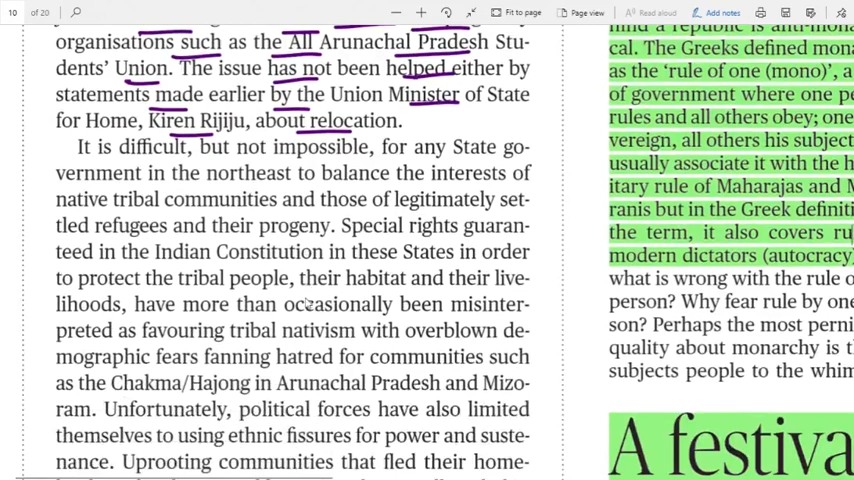 10 of 20
Fit to page
Page view
Read aloud
Add notes
organisations such as the All Arunachal Pradesh Stu-
dents' Union. The issue has not been helped either by
statements made earlier by the Union Minister of State
for Home, Kiren Rijiju, about relocation.
It is difficult, but not impossible, for any State go-
vernment in the northeast to balance the interests of
native tribal communities and those of legitimately set-
tled refugees and their progeny. Special rights guaran-
teed in the Indian Constitution in these States in order
to protect the tribal people, their habitat and their live-
lihoods, have more than occasionally been misinter-
preted as favouring tribal nativism with overblown de-
mographic fears fanning hatred for communities such
as the Chakma/Hajong in Arunachal Pradesh and Mizo-
ram. Unfortunately, political forces have also limited
themselves to using ethnic fissures for power and suste-
nance. Uprooting communities that fled their home-
mind a republic is anti-mona
cal. The Greeks defined mona
as the 'rule of one (mono)', a
of government where one pe
rules and all others obey; one
vereign, all others his subject
usually associate it with the h
itary rule of Maharajas and M
ranis but in the Greek definiti
the term, it also covers ru
modern dictators (autocracy)
what is wrong with the rule o
person? Why fear rule by one
son? Perhaps the most perni
quality about monarchy is th
subjects people to the whim
A festiva